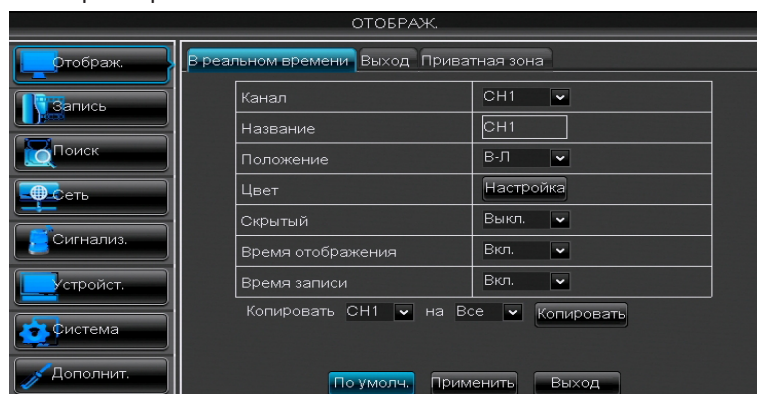 ОТОБРАЖ.
Отображ.
Запись
Поиск
Сеть
Сигнализ.
Устройст.
Система
Дополнит.
В реальном времени Выход Приватная зона
Канал CH1
Название CH1
Положение В-Л
Цвет Настройка
Скрытый Выкл.
Время отображения Вкл.
Время записи Вкл.
Копировать CH1 на Все Копировать
По умолч. Применить Выход